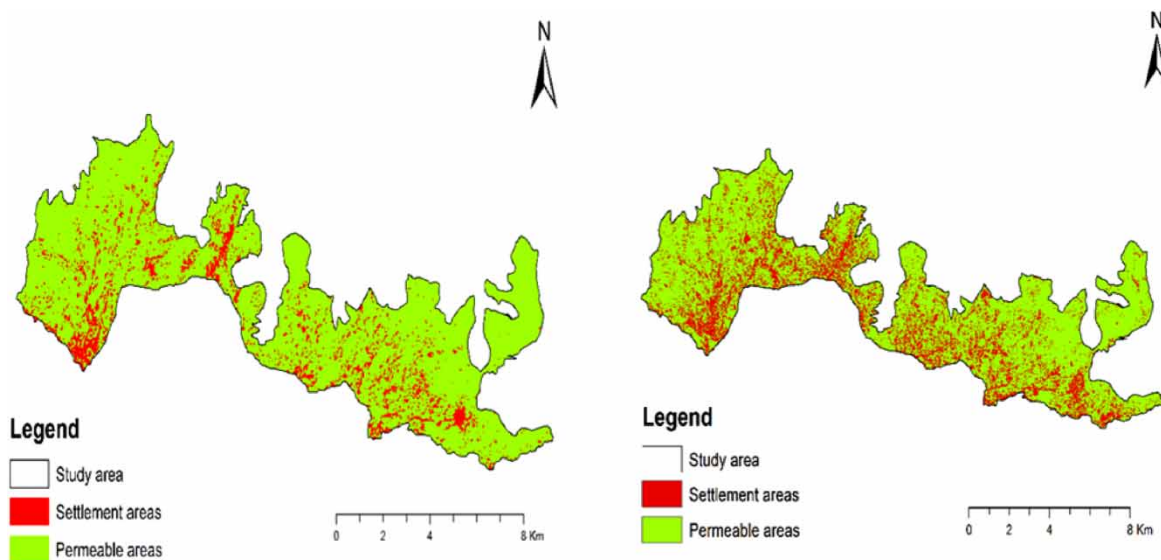 N
Legend
Study area
Settlement areas
Permeable areas
0 2 4 8 Km
N
Legend
Study area
Settlement areas
Permeable areas
0 2 4 8 Km